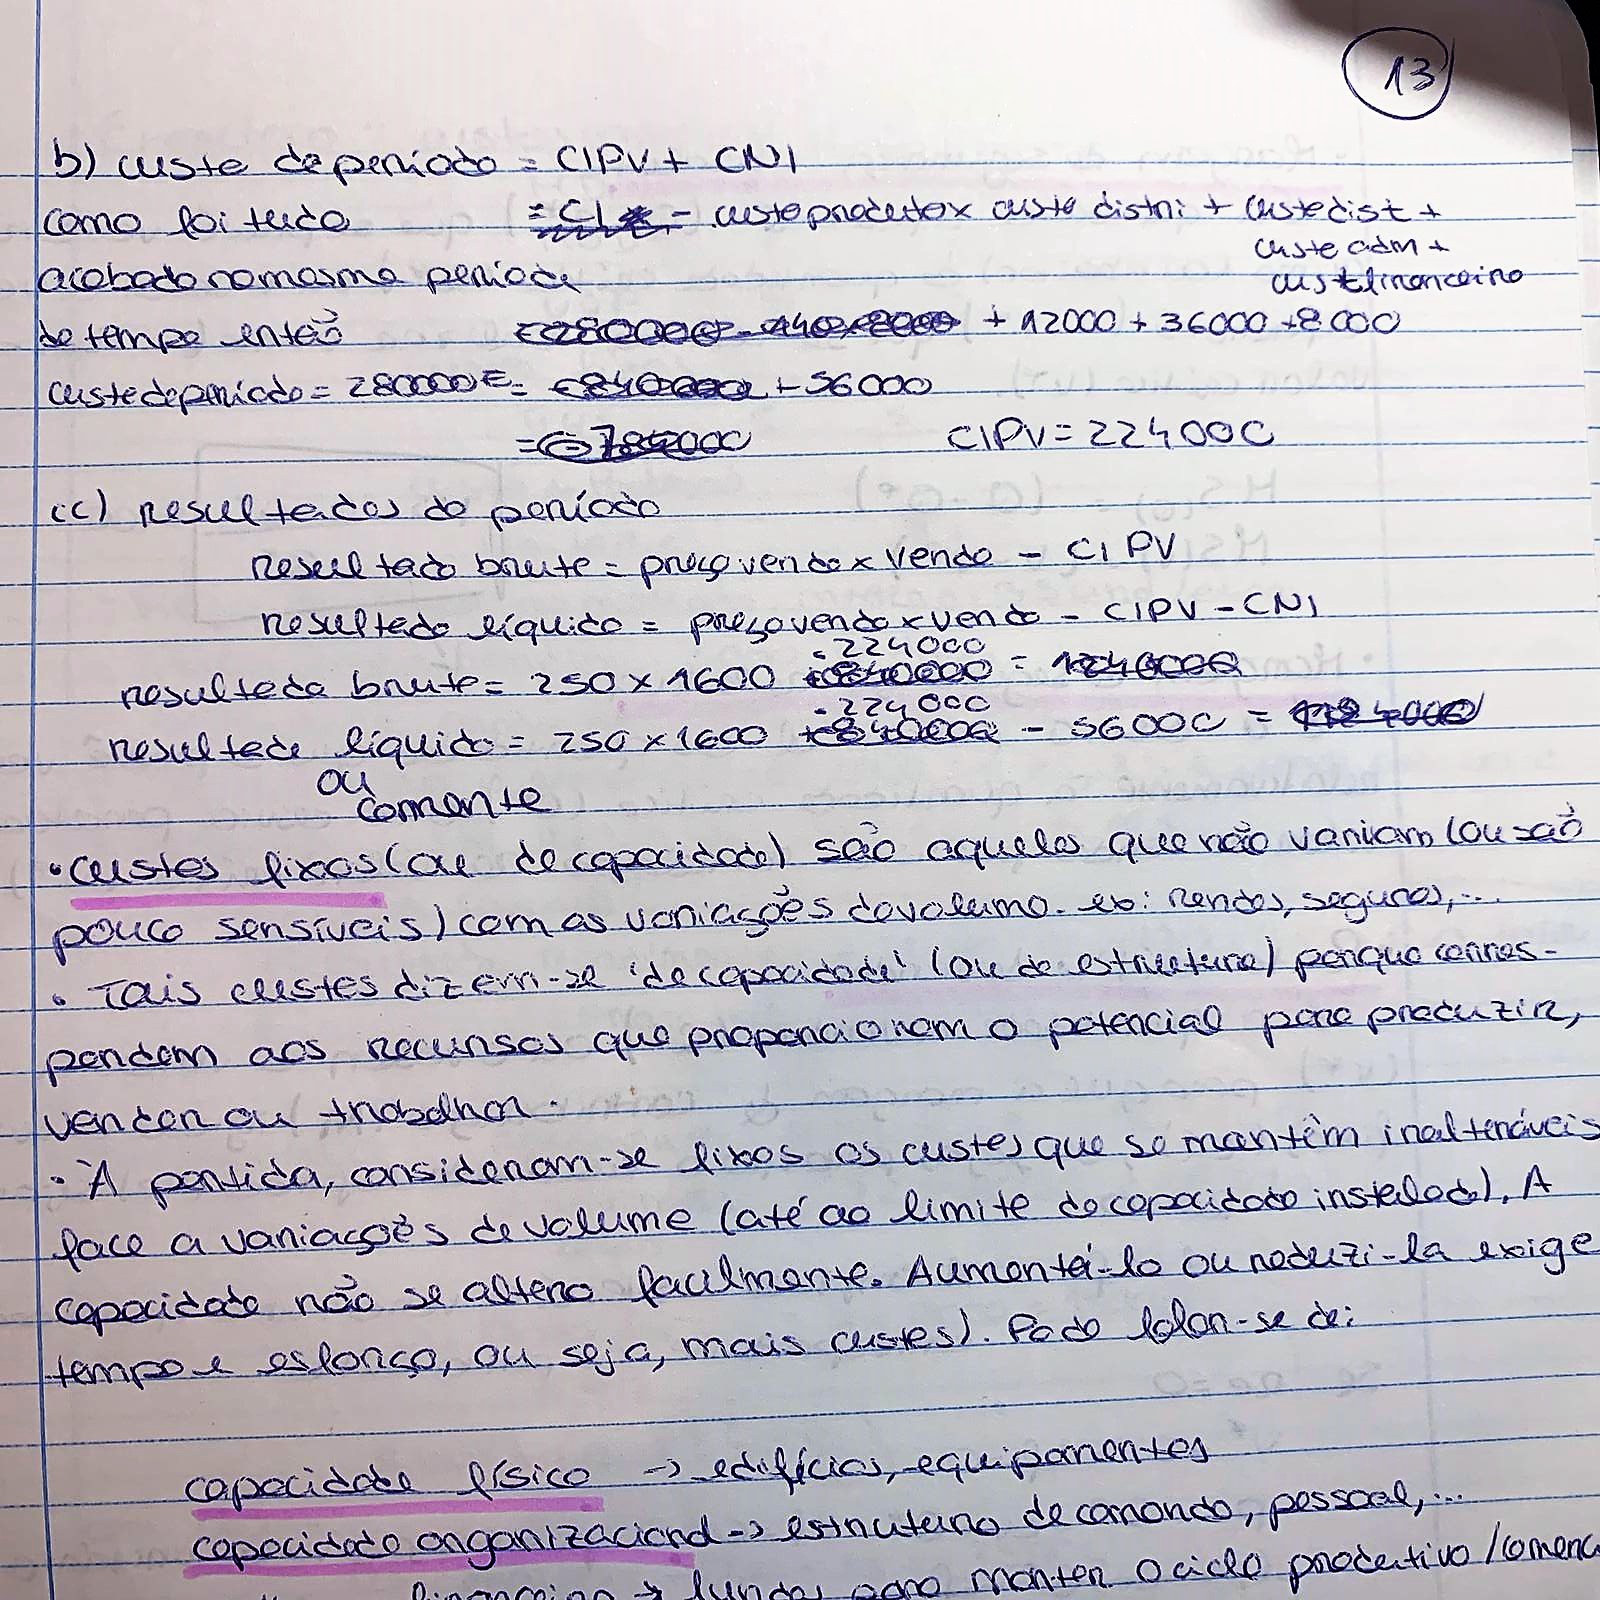 13
b) custo do período = CIPV + CNI
como foi tudo = CI - custo produto x custo distri + custo dist +
custo adm +
acabado no mesmo período
cust financeiro
de tempo então + 12000 + 36000 + 8000
custo do período = 280000€ = + 56000
= CIPV = 224000
(c) resultados do período
resultado bruto = preço venda x venda - CIPV
resultado líquido = preço venda x venda - CIPV - CNI
- 224000
resultado bruto = 250 x 1600 =
- 224000
resultado líquido = 250 x 1600 - 56000 =
ou
corrente
• custos fixos (ou de capacidade) são aqueles que não variam (ou são
pouco sensíveis) com as variações do volume. ex: rendas, seguros, ...
• Tais custos dizem-se 'de capacidade' (ou de estrutura) porque corres-
pondem aos recursos que proporcionam o potencial para produzir,
vender ou trabalhar.
• À partida, consideram-se fixos os custos que se mantêm inalteráveis
face a variações de volume (até ao limite da capacidade instalada). A
capacidade não se altera facilmente. Aumentá-la ou reduzi-la exige
tempo e esforço, ou seja, mais custos). Pode falar-se de:
capacidade física -> edifícios, equipamentos
capacidade organizacional -> estrutura de comando, pessoal, ...
financeira -> fundos para manter o ciclo produtivo/comerc